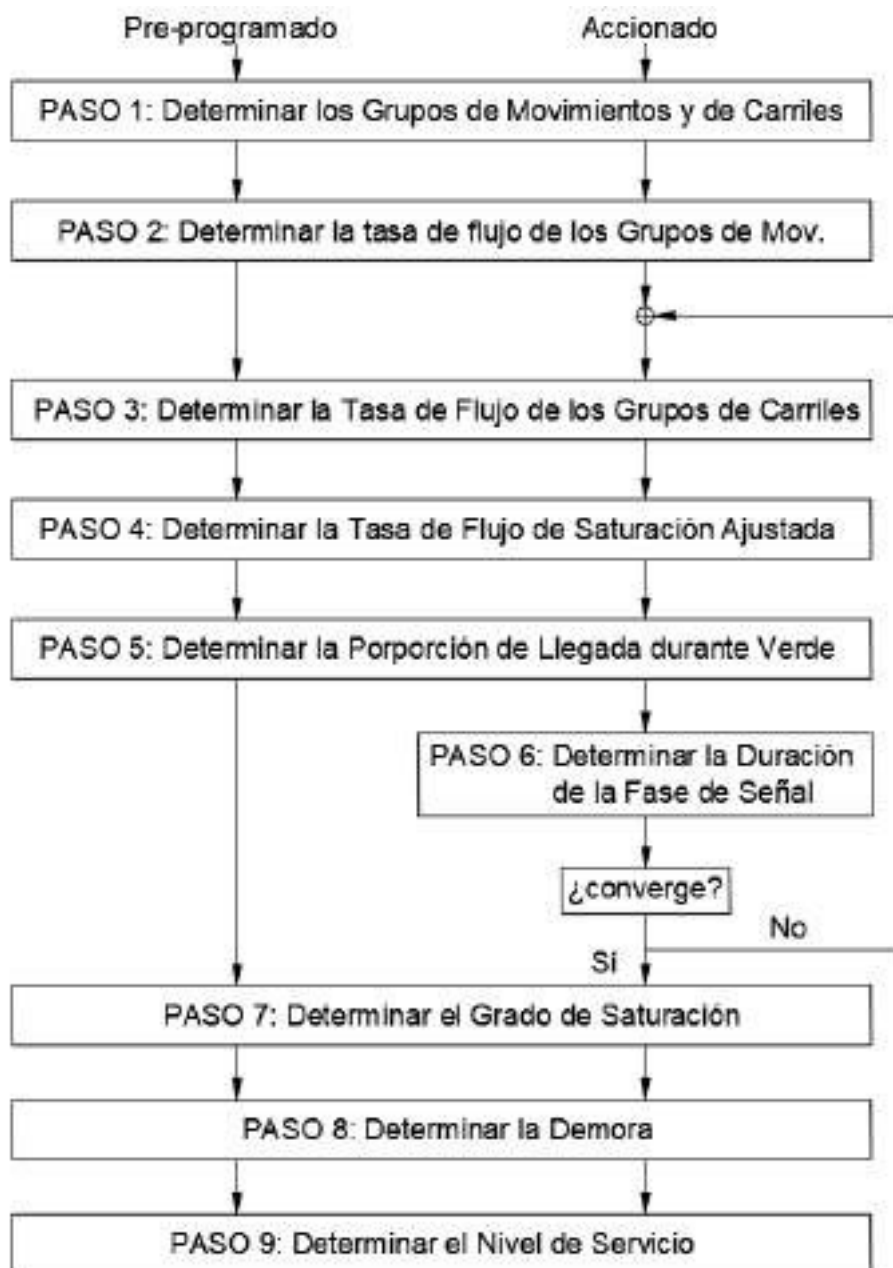 Pre-programado
Accionado
PASO 1: Determinar los Grupos de Movimientos y de Carriles
PASO 2: Determinar la tasa de flujo de los Grupos de Mov.
PASO 3: Determinar la Tasa de Flujo de los Grupos de Carriles
PASO 4: Determinar la Tasa de Flujo de Saturación Ajustada
PASO 5: Determinar la Porporción de Llegada durante Verde
PASO 6: Determinar la Duración
de la Fase de Señal
¿converge?
No
Sí
PASO 7: Determinar el Grado de Saturación
PASO 8: Determinar la Demora
PASO 9: Determinar el Nivel de Servicio